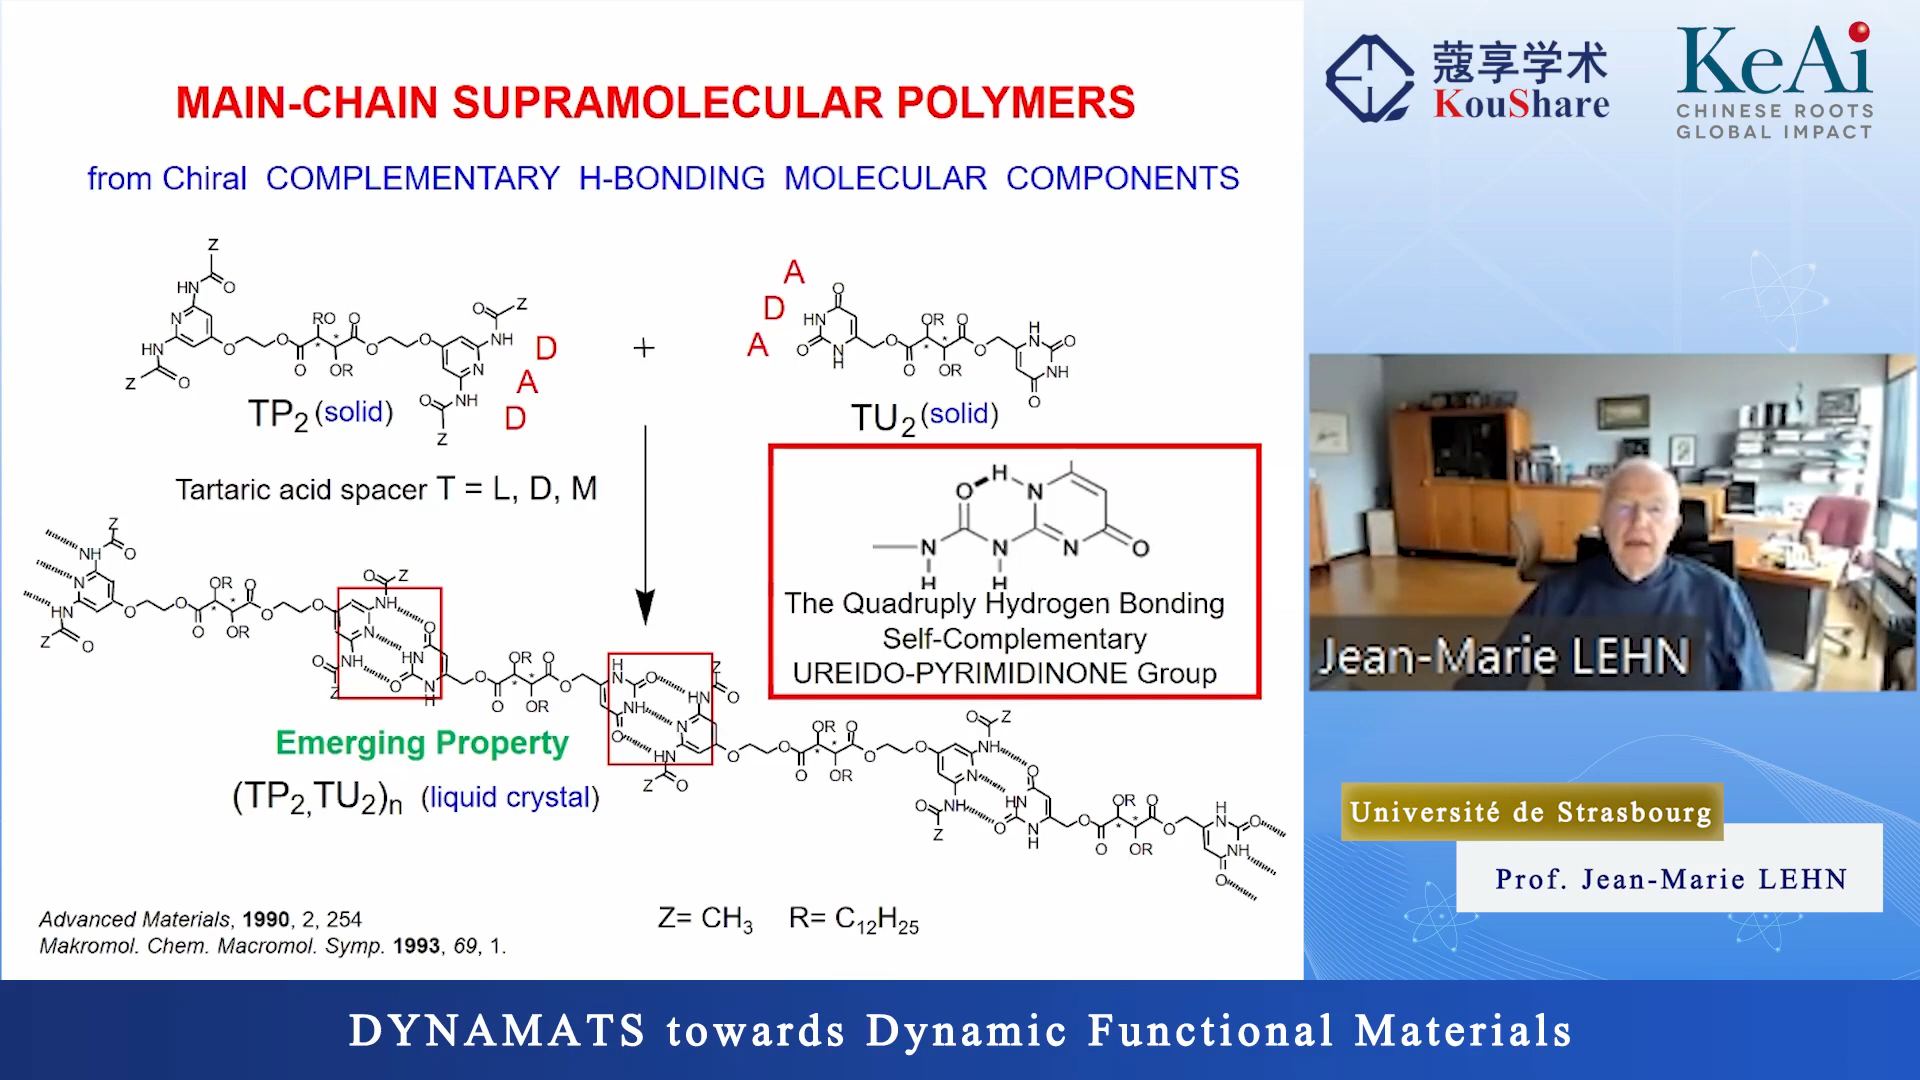 MAIN-CHAIN SUPRAMOLECULAR POLYMERS
from Chiral COMPLEMENTARY H-BONDING MOLECULAR COMPONENTS
D
A
D
+
A
D
A
TP2 (solid)
TU2 (solid)
Tartaric acid spacer T = L, D, M
The Quadruply Hydrogen Bonding
Self-Complementary
UREIDO-PYRIMIDINONE Group
Emerging Property
(TP2,TU2)n (liquid crystal)
Z= CH3 R= C12H25
Advanced Materials, 1990, 2, 254
Makromol. Chem. Macromol. Symp. 1993, 69, 1.
蔻享学术
KouShare
KeAi
CHINESE ROOTS
GLOBAL IMPACT
Jean-Marie LEHN
Université de Strasbourg
Prof. Jean-Marie LEHN
DYNAMATS towards Dynamic Functional Materials